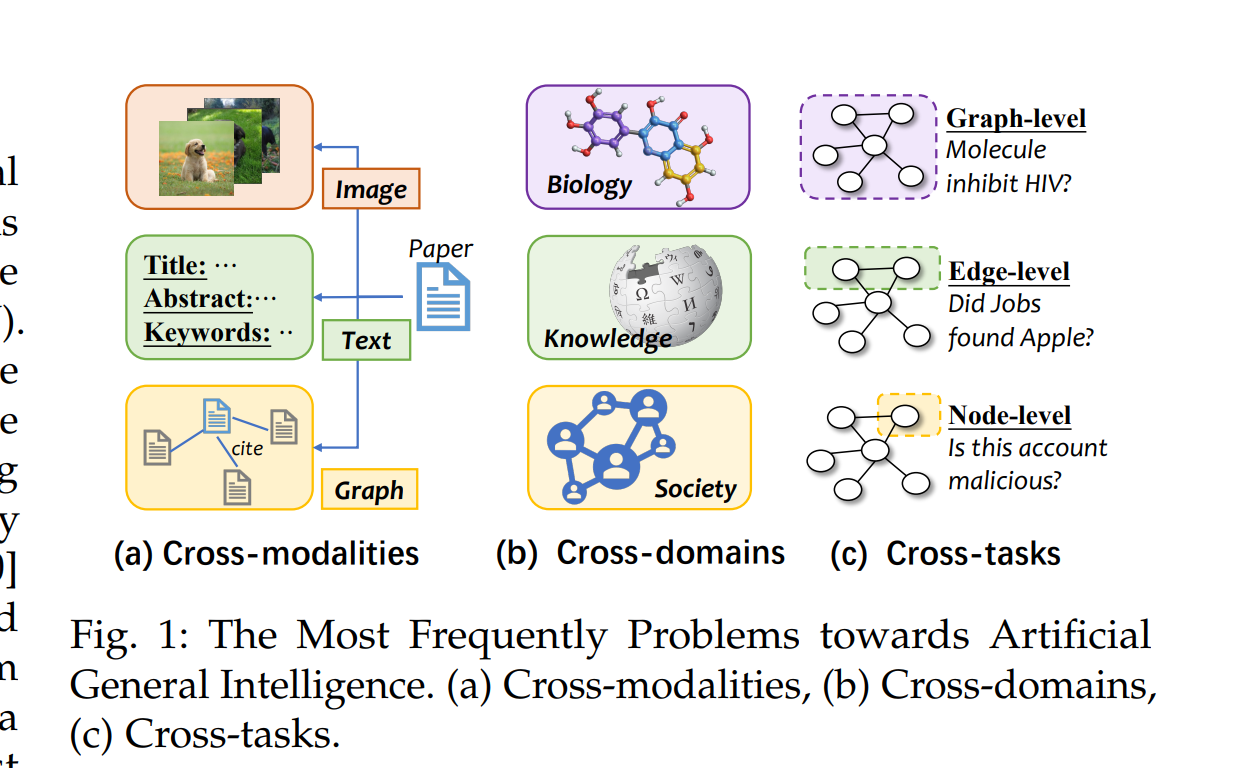 Image
Paper
Title: ···
Abstract:···
Keywords: ··
Text
cite
Graph
(a) Cross-modalities
Biology
Knowledge
Ω
W
И
維
Society
(b) Cross-domains
Graph-level
Molecule
inhibit HIV?
Edge-level
Did Jobs
found Apple?
Node-level
Is this account
malicious?
(c) Cross-tasks
Fig. 1: The Most Frequently Problems towards Artificial
General Intelligence. (a) Cross-modalities, (b) Cross-domains,
(c) Cross-tasks.